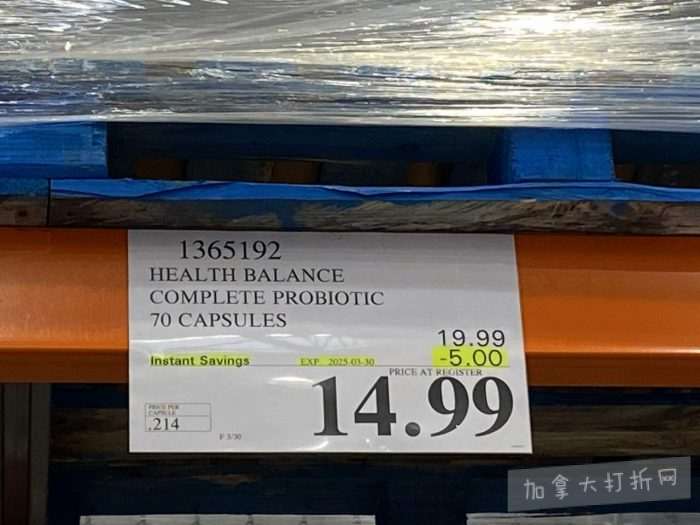 1365192
HEALTH BALANCE
COMPLETE PROBIOTIC
70 CAPSULES
19.99
Instant Savings EXP. 2025-03-30 -5.00
PRICE AT REGISTER
14.99
PRICE PER
CAPSULE
.214
F 3/30
加拿大打折网